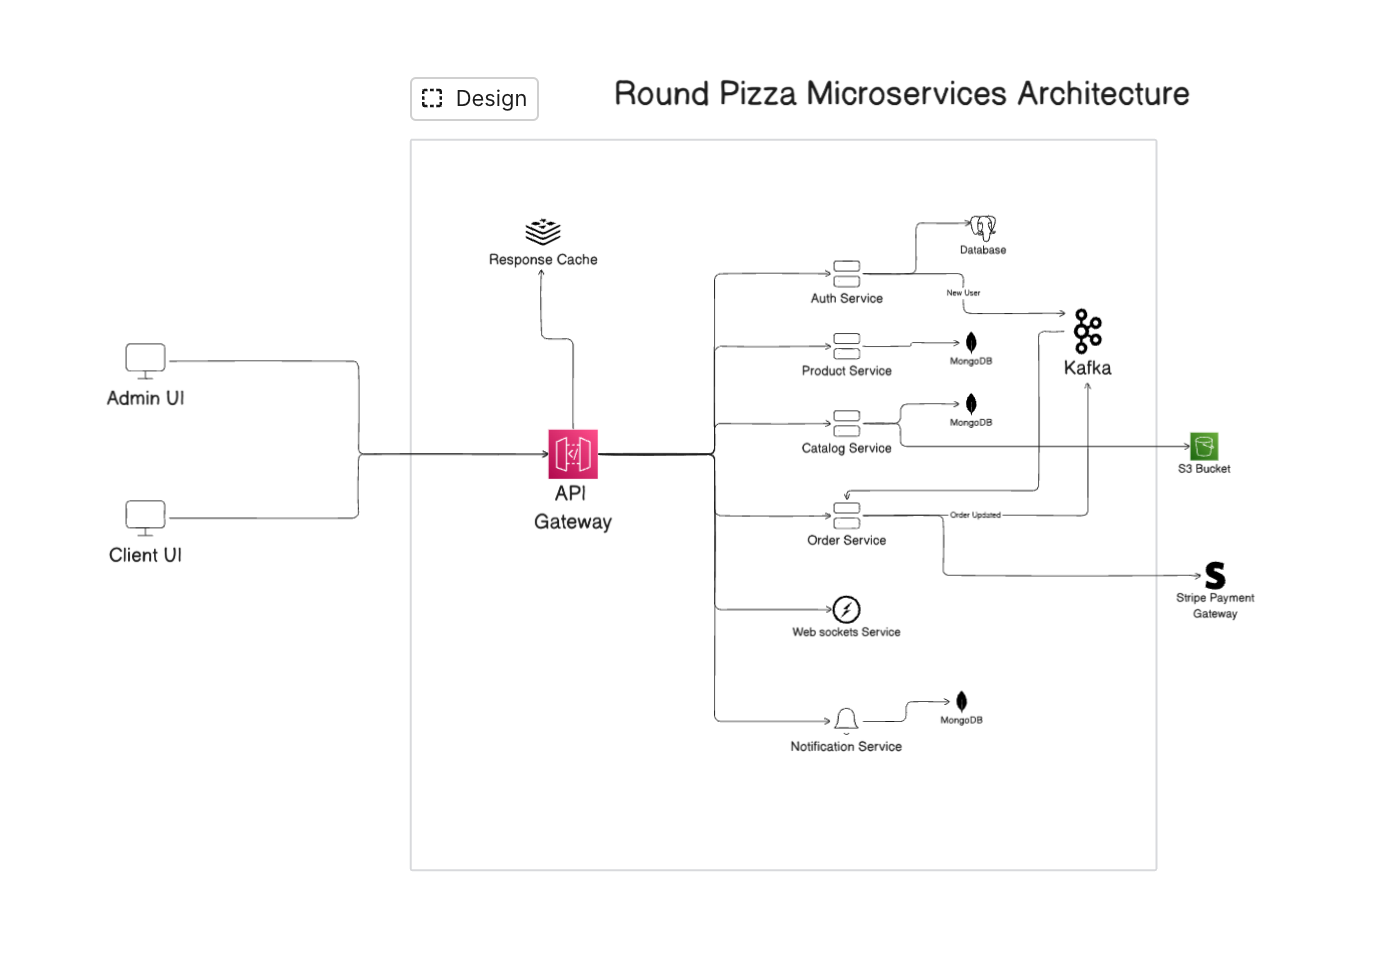 Design
Round Pizza Microservices Architecture
Response Cache
Database
Auth Service
New User
Product Service
MongoDB
Kafka
Admin UI
MongoDB
Catalog Service
S3 Bucket
API
Gateway
Order Updated
Order Service
Client UI
Stripe Payment
Gateway
Web sockets Service
MongoDB
Notification Service